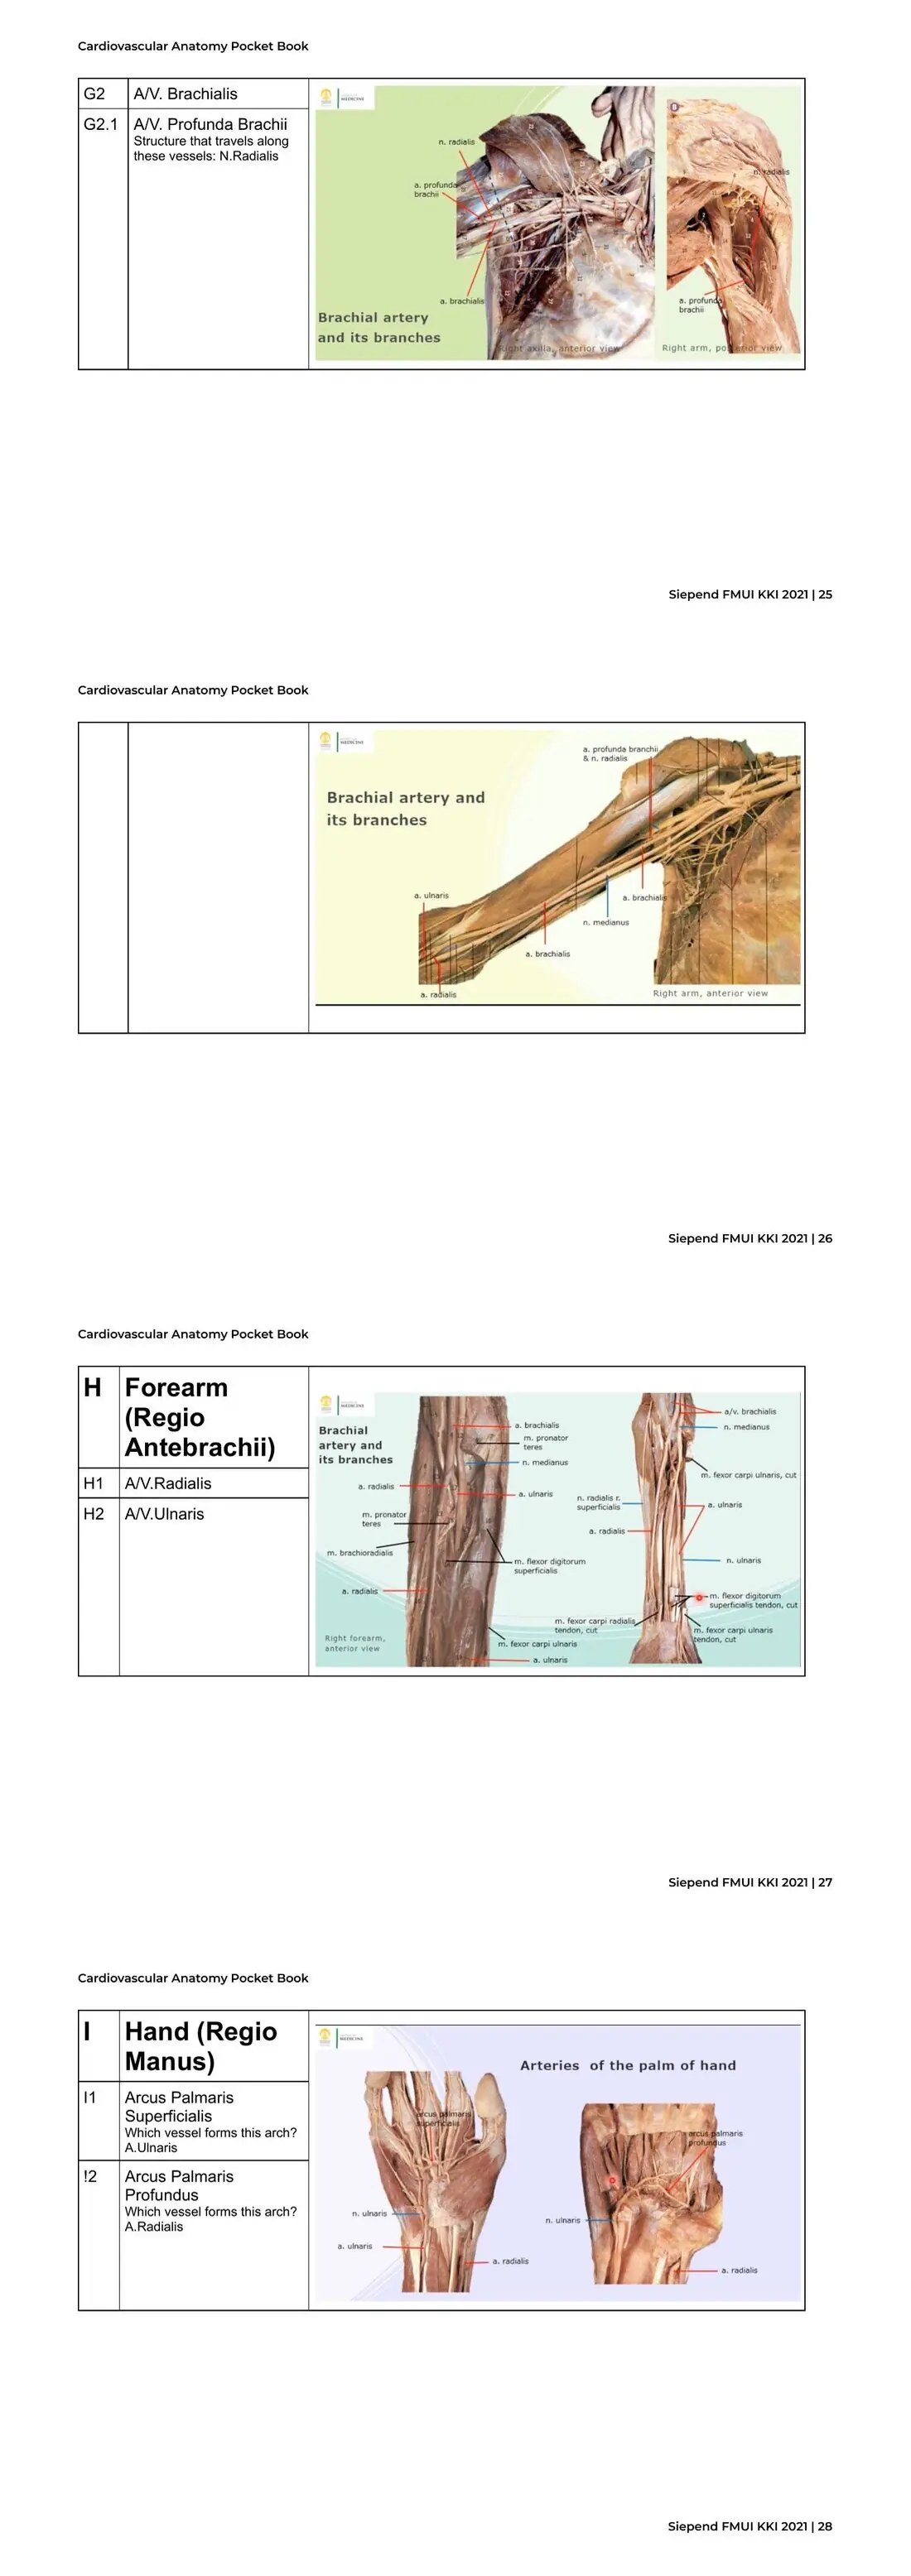 Cardiovascular Anatomy Pocket Book
G2
A/V. Brachialis
G2.1
A/V. Profunda Brachii
Structure that travels along
these vessels: N.Radialis
MEDICINE
n. radialis
a. profunda
brachii
a. brachialis
Brachial artery
and its branches
Right axilla, anterior view
B
n. radialis
a. profunda
brachii
Right arm, posterior view
Siepend FMUI KKI 2021 | 25
Cardiovascular Anatomy Pocket Book
MEDICINE
Brachial artery and
its branches
a. profunda branchii
& n. radialis
a. ulnaris
a. brachialis
n. medianus
a. brachialis
a. radialis
Right arm, anterior view
Siepend FMUI KKI 2021 | 26
Cardiovascular Anatomy Pocket Book
H
Forearm
(Regio
Antebrachii)
H1
A/V.Radialis
H2
A/V.Ulnaris
MEDICINE
Brachial
artery and
its branches
a. brachialis
m. pronator
teres
n. medianus
a. radialis
a. ulnaris
m. pronator
teres
m. brachioradialis
m. flexor digitorum
superficialis
a. radialis
Right forearm,
anterior view
m. fexor carpi ulnaris
a. ulnaris
a/v. brachialis
n. medianus
m. fexor carpi ulnaris, cut
n. radialis r.
superficialis
a. ulnaris
a. radialis
n. ulnaris
m. flexor digitorum
superficialis tendon, cut
m. fexor carpi radialis
tendon, cut
m. fexor carpi ulnaris
tendon, cut
Siepend FMUI KKI 2021 | 27
Cardiovascular Anatomy Pocket Book
I
Hand (Regio
Manus)
I1
Arcus Palmaris
Superficialis
Which vessel forms this arch?
A.Ulnaris
!2
Arcus Palmaris
Profundus
Which vessel forms this arch?
A.Radialis
MEDICINE
Arteries of the palm of hand
arcus palmaris
superficialis
n. ulnaris
a. ulnaris
a. radialis
arcus palmaris
profundus
n. ulnaris
a. radialis
Siepend FMUI KKI 2021 | 28